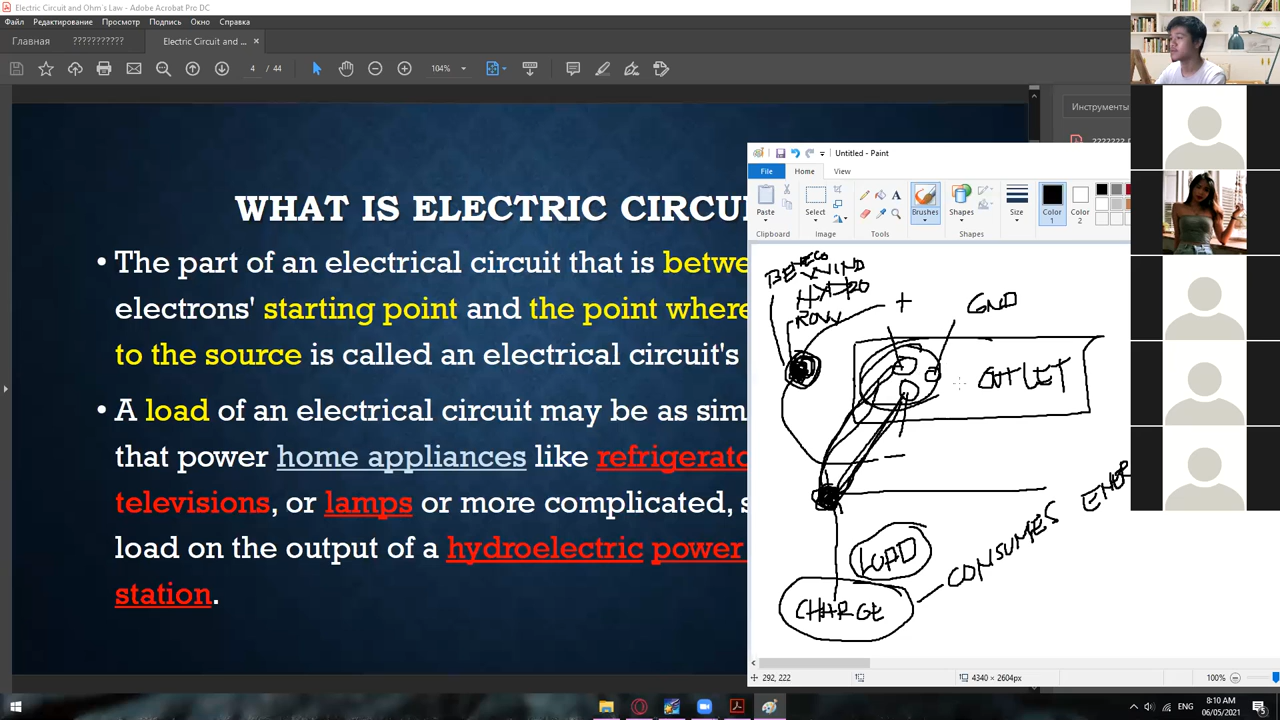 Electric Circuit and Ohm's Law - Adobe Acrobat Pro DC
Файл Редактирование Просмотр Подпись Окно Справка
Главная ??????????? Electric Circuit and ... ×
4 / 44 104%
Инструменты
WHAT IS ELECTRIC CIRCU
• The part of an electrical circuit that is betwe
electrons' starting point and the point where
to the source is called an electrical circuit's
• A load of an electrical circuit may be as sim
that power home appliances like refrigerato
televisions, or lamps or more complicated, s
load on the output of a hydroelectric power
station.
Untitled - Paint
File Home View
Paste Select Brushes Shapes Size Color 1 Color 2
Clipboard Image Tools Shapes
BENECO
WIND
HYDRO
ROW
+
GND
OUTLET
−
LOAD
CHARGE
CONSUMES ENER
292, 222 4340 × 2604px 100%
ENG 8:10 AM 06/05/2021 5